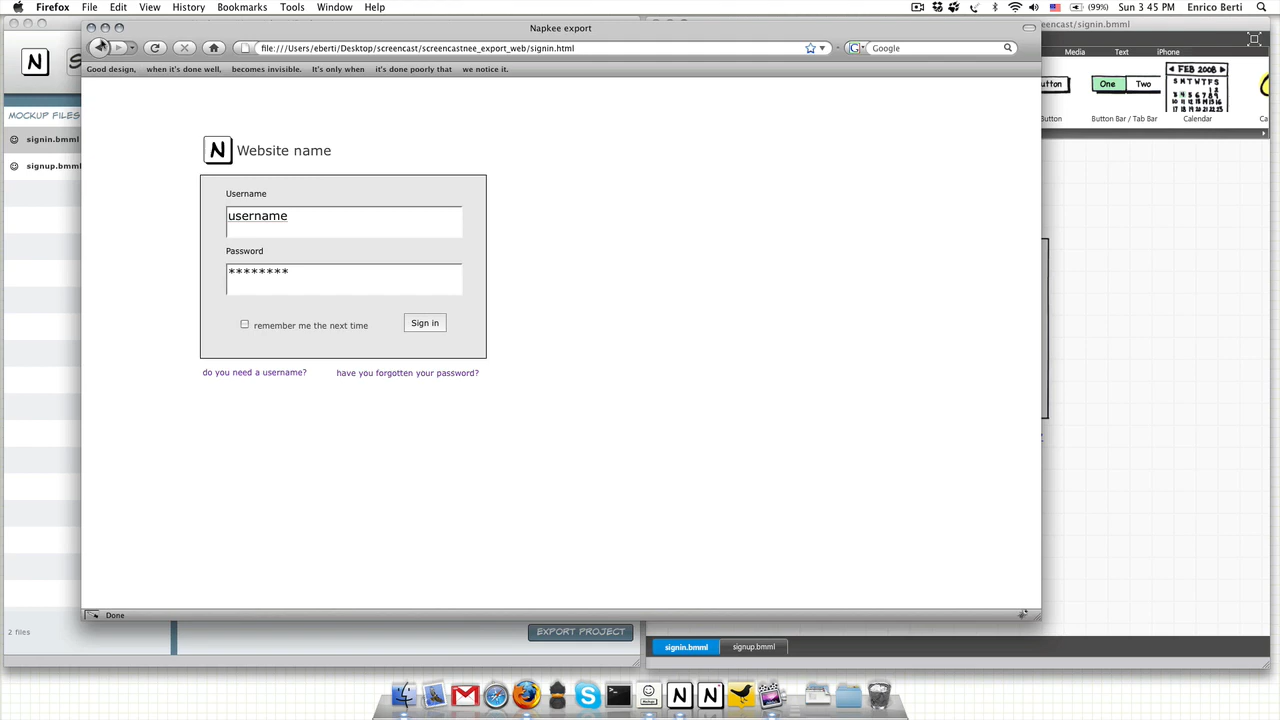 Firefox File Edit View History Bookmarks Tools Window Help (99%) Sun 3 45 PM Enrico Berti
Napkee export
screencast/signin.bmml
file:///Users/eberti/Desktop/screencast/screencastnee_export_web/signin.html
Google
Good design, when it's done well, becomes invisible. It's only when it's done poorly that we notice it.
Media Text iPhone
N
One Two
FEB 2008
S M T W T F S
Button Bar / Tab Bar
Calendar
Button
MOCKUP FILES
signin.bmml
signup.bmml
N Website name
Username
username
Password
********
remember me the next time
Sign in
do you need a username? have you forgotten your password?
Done
2 files
EXPORT PROJECT
signin.bmml signup.bmml
N N